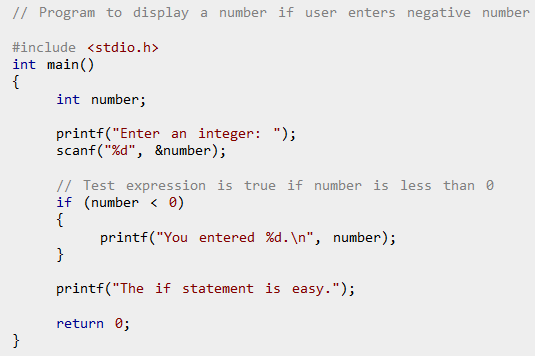 // Program to display a number if user enters negative number
#include <stdio.h>
int main()
{
int number;
printf("Enter an integer: ");
scanf("%d", &number);
// Test expression is true if number is less than 0
if (number < 0)
{
printf("You entered %d.\n", number);
}
printf("The if statement is easy.");
return 0;
}